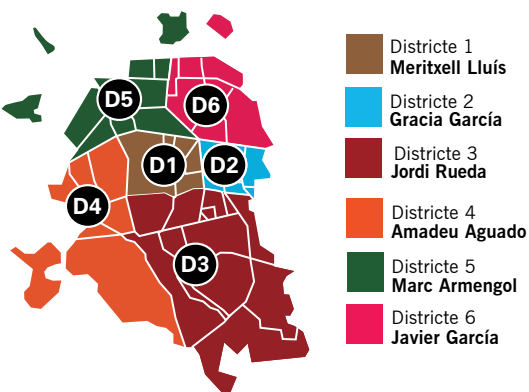 D5
D6
D1
D2
D4
D3
Districte 1
Meritxell Lluís
Districte 2
Gracia García
Districte 3
Jordi Rueda
Districte 4
Amadeu Aguado
Districte 5
Marc Armengol
Districte 6
Javier García